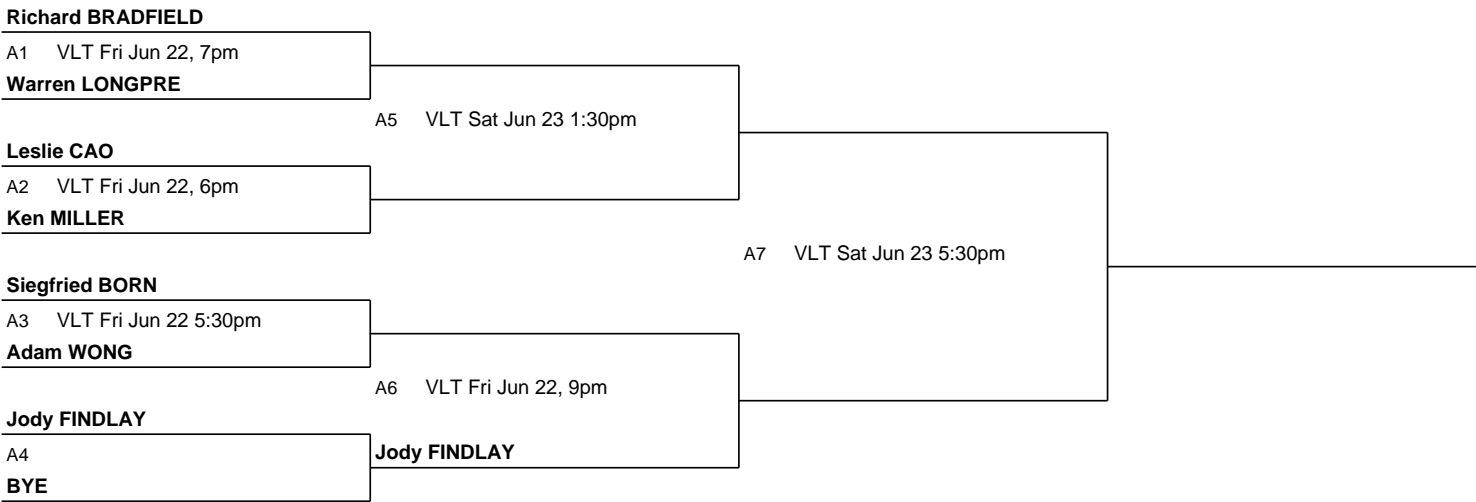 Richard BRADFIELD
A1 VLT Fri Jun 22, 7pm
Warren LONGPRE
A5 VLT Sat Jun 23 1:30pm
Leslie CAO
A2 VLT Fri Jun 22, 6pm
Ken MILLER
A7 VLT Sat Jun 23 5:30pm
Siegfried BORN
A3 VLT Fri Jun 22 5:30pm
Adam WONG
A6 VLT Fri Jun 22, 9pm
Jody FINDLAY
A4
Jody FINDLAY
BYE